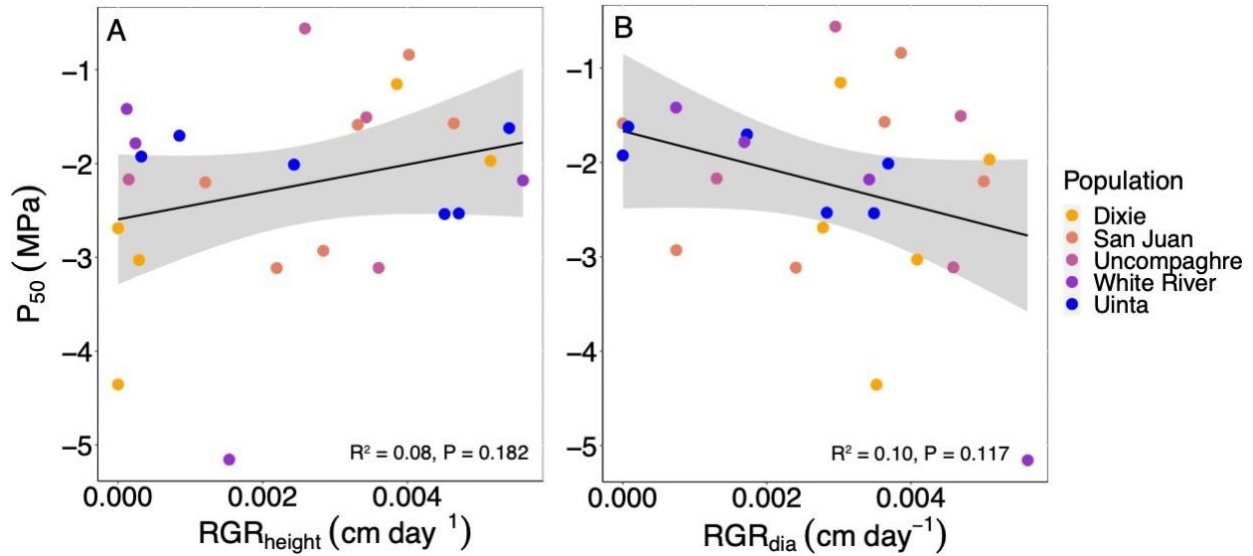 A
B
−1
−2
−3
−4
−5
−1
−2
−3
−4
−5
P50 (MPa)
R² = 0.08, P = 0.182
R² = 0.10, P = 0.117
0.000 0.002 0.004
0.000 0.002 0.004
RGRheight (cm day ¹)
RGRdia (cm day⁻¹)
Population
Dixie
San Juan
Uncompaghre
White River
Uinta